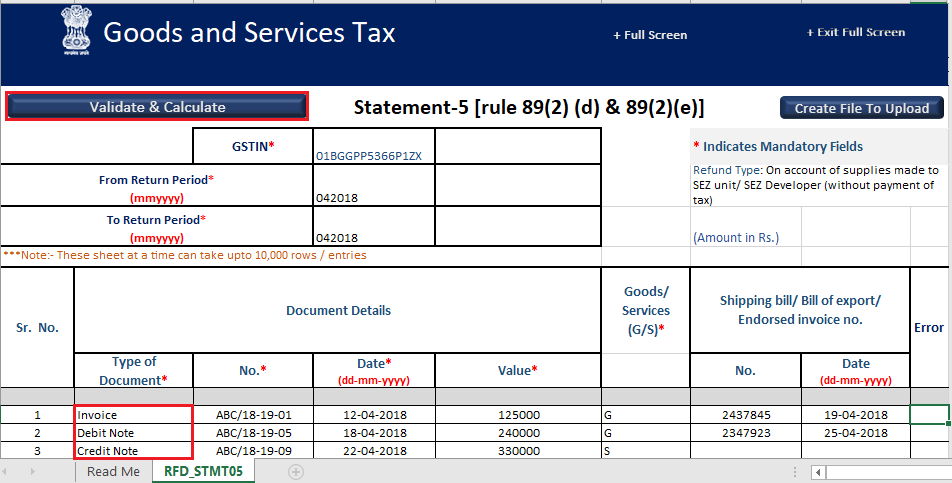 Goods and Services Tax
+ Full Screen
+ Exit Full Screen
Validate & Calculate
Statement-5 [rule 89(2) (d) & 89(2)(e)]
Create File To Upload
GSTIN*
01BGGPP5366P1ZX
* Indicates Mandatory Fields
Refund Type: On account of supplies made to
SEZ unit/ SEZ Developer (without payment of
tax)
From Return Period*
(mmyyyy)
042018
To Return Period*
(mmyyyy)
042018
(Amount in Rs.)
***Note:- These sheet at a time can take upto 10,000 rows / entries
Sr. No.
Document Details
Goods/
Services
(G/S)*
Shipping bill/ Bill of export/
Endorsed invoice no.
Error
Type of
Document*
No.*
Date*
(dd-mm-yyyy)
Value*
No.
Date
(dd-mm-yyyy)
1 Invoice ABC/18-19-01 12-04-2018 125000 G 2437845 19-04-2018
2 Debit Note ABC/18-19-05 18-04-2018 240000 G 2347923 25-04-2018
3 Credit Note ABC/18-19-09 22-04-2018 330000 S
Read Me
RFD_STMT05